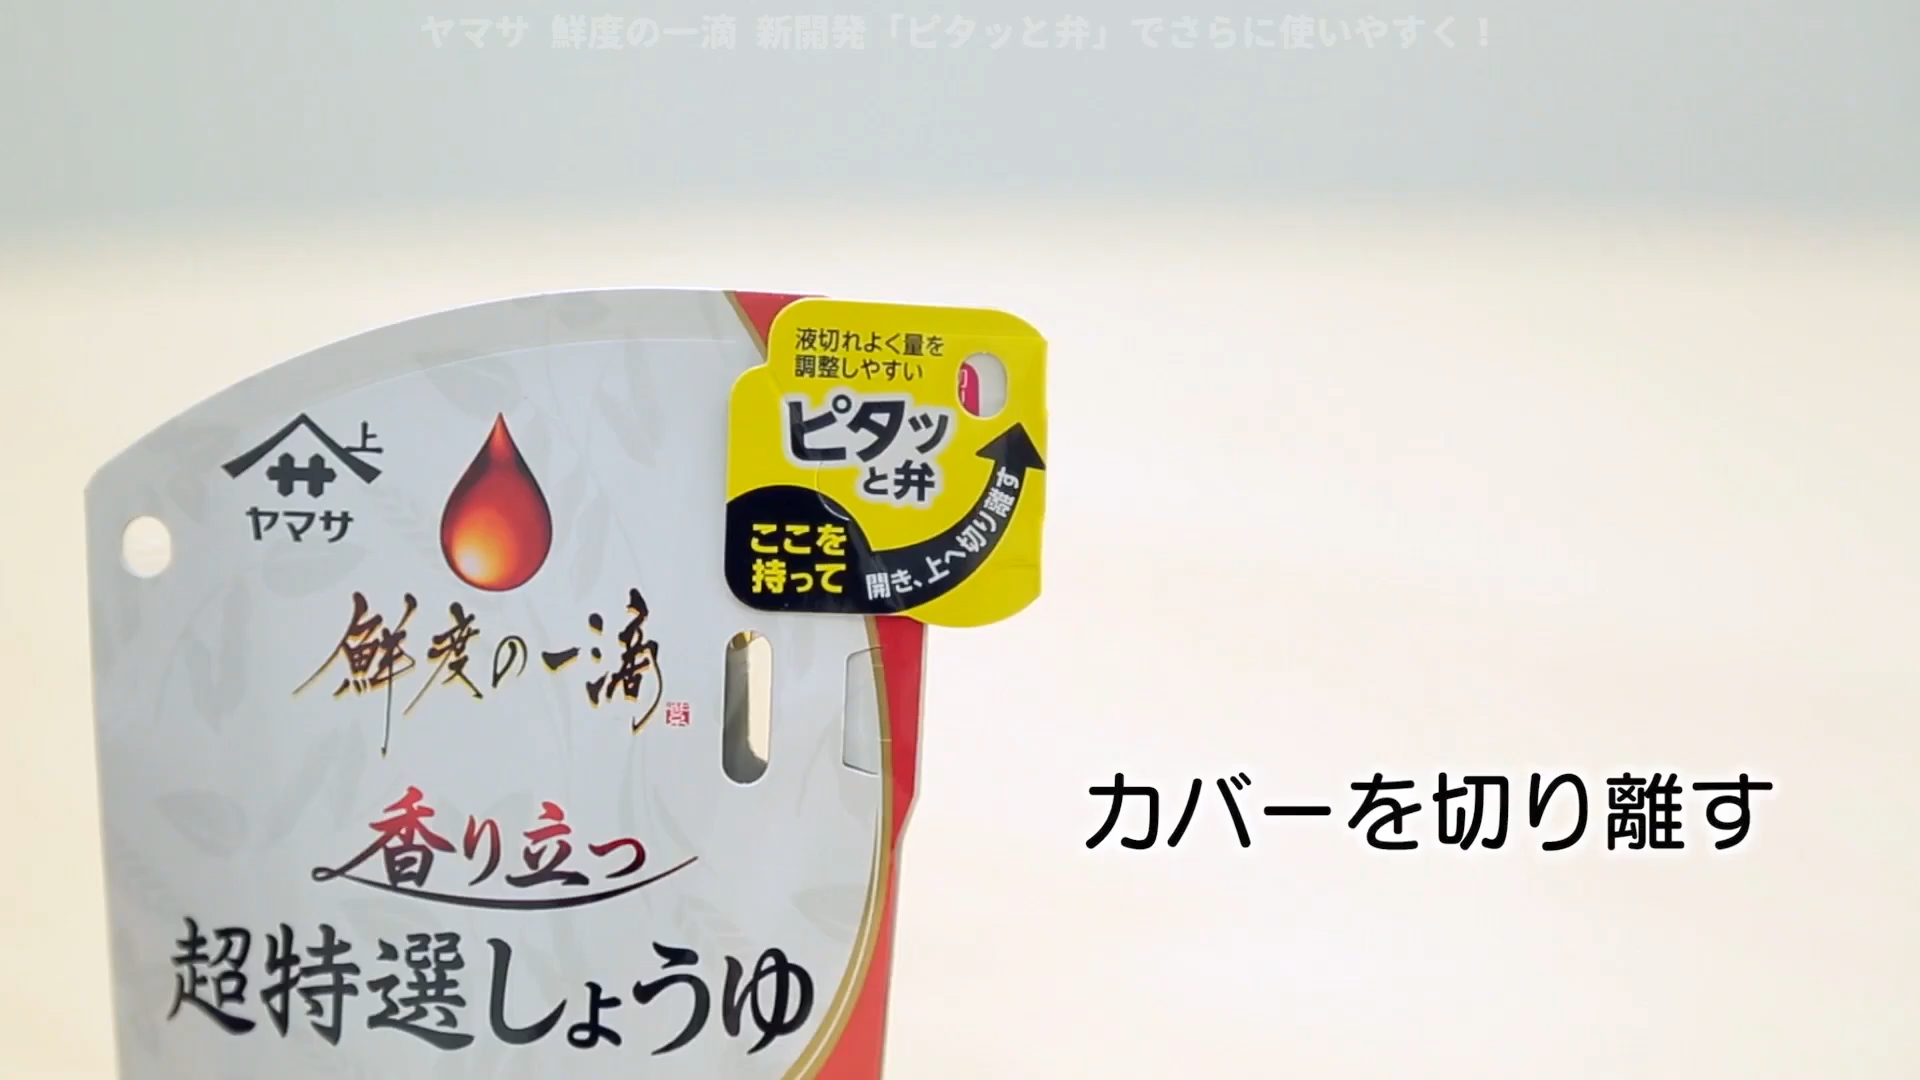 ヤマサ 鮮度の一滴 新開発「ピタッと弁」でさらに使いやすく！
液切れよく量を
調整しやすい
ピタッ
と弁
ここを
持って
開き、上へ切り離す
上
サ
ヤマサ
鮮度の一滴
香り立つ
超特選しょうゆ
カバーを切り離す